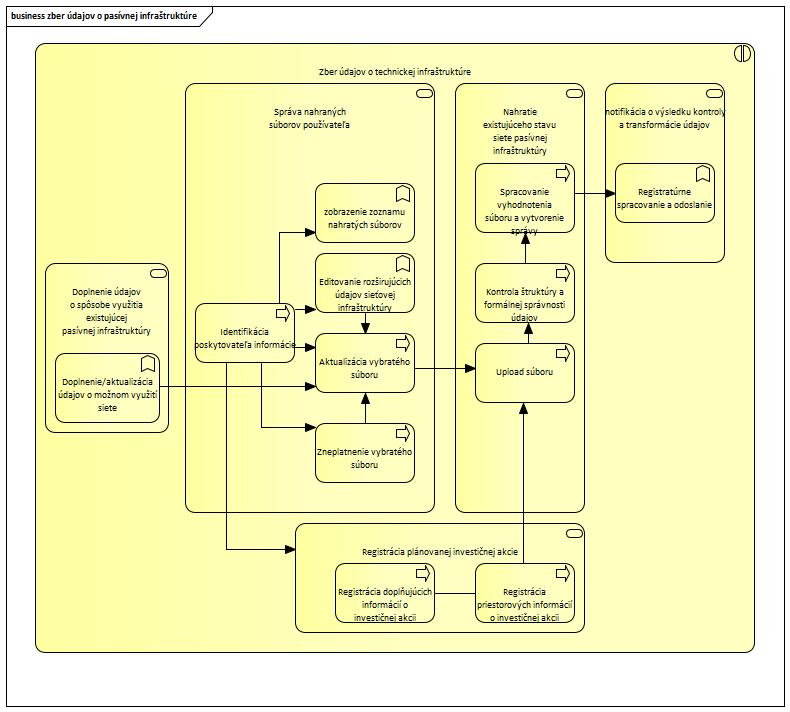 business zber údajov o pasívnej infraštruktúre
Zber údajov o technickej infraštruktúre
Správa nahraných
súborov používateľa
Nahratie
existujúceho stavu
siete pasívnej
infraštruktúry
notifikácia o výsledku kontroly
a transformácie údajov
Spracovanie
vyhodnotenia
súboru a vytvorenie
správy
Registratúrne
spracovanie a odoslanie
zobrazenie zoznamu
nahratých súborov
Editovanie rozširujúcich
údajov sieťovej
infraštruktúry
Doplnenie údajov
o spôsobe využitia
existujúcej
pasívnej infraštruktúry
Kontrola štruktúry a
formálnej správnosti
údajov
Identifikácia
poskytovateľa informácie
Aktualizácia vybratého
súboru
Upload súboru
Doplnenie/aktualizácia
údajov o možnom využití
siete
Zneplatnenie vybratého
súboru
Registrácia plánovanej investičnej akcie
Registrácia doplňujúcich
informácií o
investičnej akcii
Registrácia
priestorových informácií
o investičnej akcii